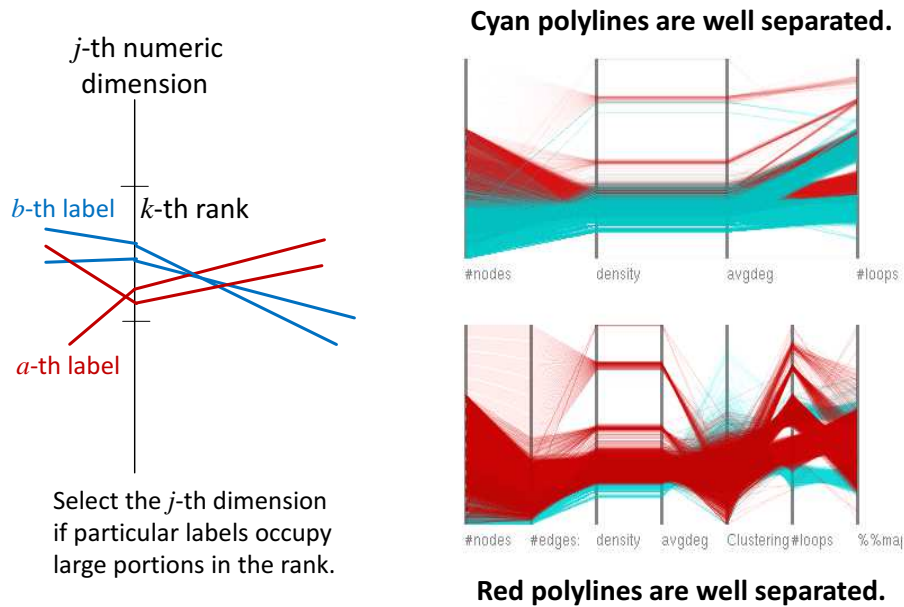 j-th numeric
dimension
b-th label
k-th rank
a-th label
Select the j-th dimension
if particular labels occupy
large portions in the rank.
Cyan polylines are well separated.
#nodes density avgdeg #loops
#nodes #edges: density avgdeg Clustering #loops %%map
Red polylines are well separated.